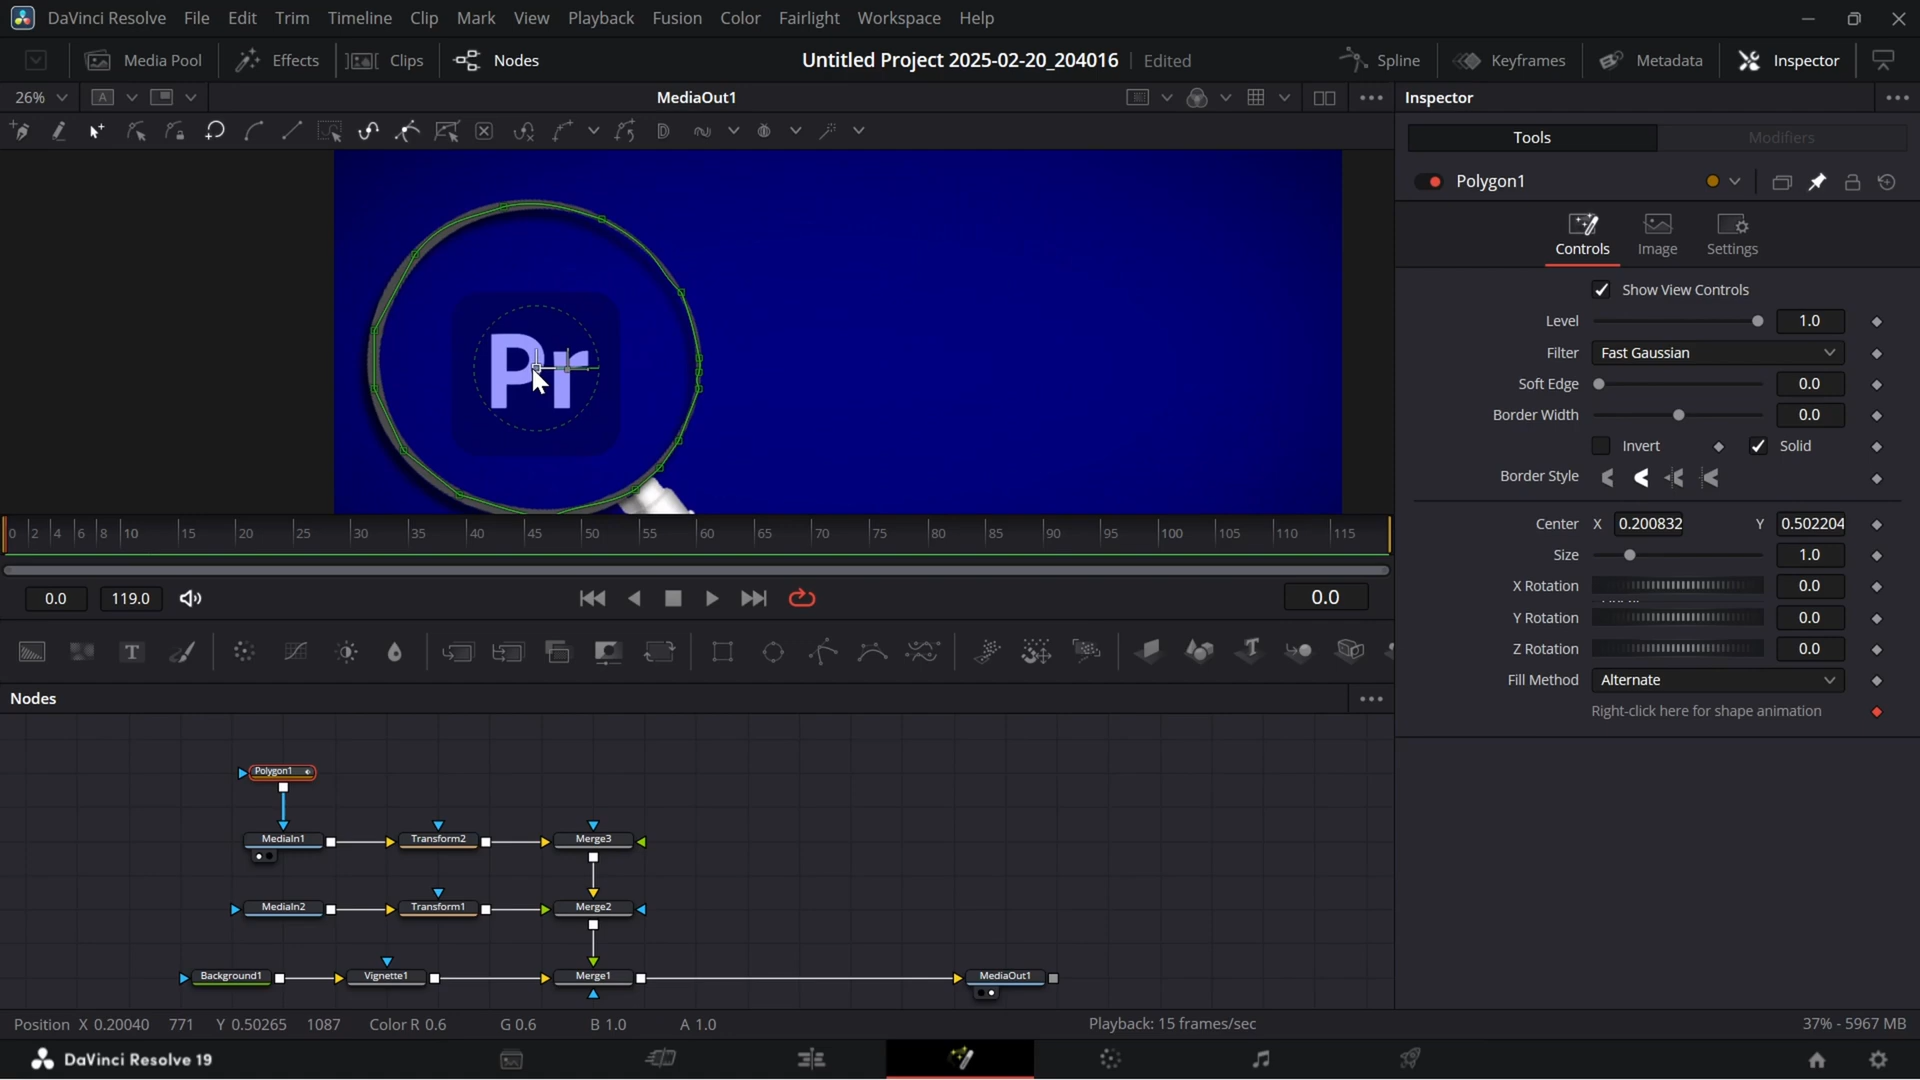 DaVinci Resolve File Edit Trim Timeline Clip Mark View Playback Fusion Color Fairlight Workspace Help
Media Pool Effects Clips Nodes Untitled Project 2025-02-20_204016 Edited Spline Keyframes Metadata Inspector
26% A MediaOut1 Inspector
Tools Modifiers
Polygon1
Controls Image Settings
Show View Controls
Level 1.0
Filter Fast Gaussian
Soft Edge 0.0
Border Width 0.0
Invert Solid
Border Style
Center X 0.200832 Y 0.502204
Size 1.0
X Rotation 0.0
Y Rotation 0.0
Z Rotation 0.0
Fill Method Alternate
Right-click here for shape animation
Pr
0 2 4 6 8 10 15 20 25 30 35 40 45 50 55 60 65 70 75 80 85 90 95 100 105 110 115
0.0 119.0 0.0
T T
Nodes
Polygon1
MediaIn1 Transform2 Merge3
MediaIn2 Transform1 Merge2
Background1 Vignette1 Merge1 MediaOut1
Position X 0.20040 771 Y 0.50265 1087 Color R 0.6 G 0.6 B 1.0 A 1.0 Playback: 15 frames/sec 37% - 5967 MB
DaVinci Resolve 19